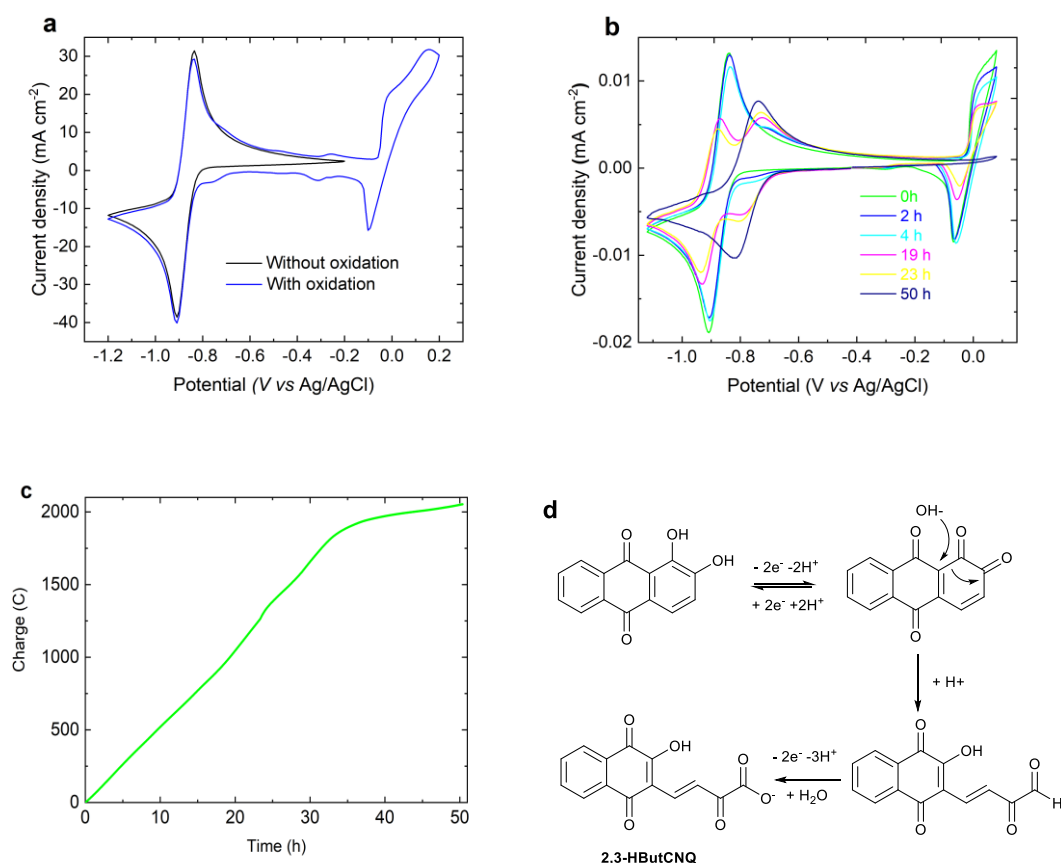 a
Current density (mA cm⁻²)
30
20
10
0
-10
-20
-30
-40
Without oxidation
With oxidation
-1.2 -1.0 -0.8 -0.6 -0.4 -0.2 0.0 0.2
Potential (V vs Ag/AgCl)
b
Current density (mA cm⁻²)
0.01
0.00
-0.01
-0.02
0h
2 h
4 h
19 h
23 h
50 h
-1.0 -0.8 -0.6 -0.4 -0.2 0.0
Potential (V vs Ag/AgCl)
c
Charge (C)
2000
1500
1000
500
0
0 10 20 30 40 50
Time (h)
d
O OH
OH
O
- 2e⁻ -2H⁺
+ 2e⁻ +2H⁺
OH-
O O
O
O
+ H+
O
OH
O
O
O
H
- 2e⁻ -3H⁺
+ H₂O
O
OH
O
O
O
O⁻
2.3-HButCNQ